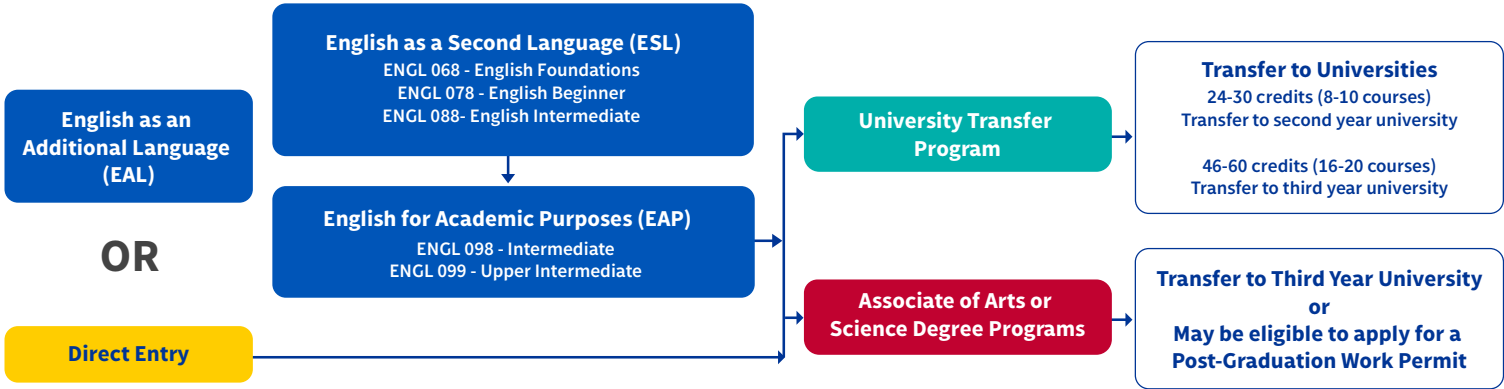 English as an
Additional Language
(EAL)
OR
Direct Entry
English as a Second Language (ESL)
ENGL 068 - English Foundations
ENGL 078 - English Beginner
ENGL 088- English Intermediate
English for Academic Purposes (EAP)
ENGL 098 - Intermediate
ENGL 099 - Upper Intermediate
University Transfer
Program
Associate of Arts or
Science Degree Programs
Transfer to Universities
24-30 credits (8-10 courses)
Transfer to second year university
46-60 credits (16-20 courses)
Transfer to third year university
Transfer to Third Year University
or
May be eligible to apply for a
Post-Graduation Work Permit